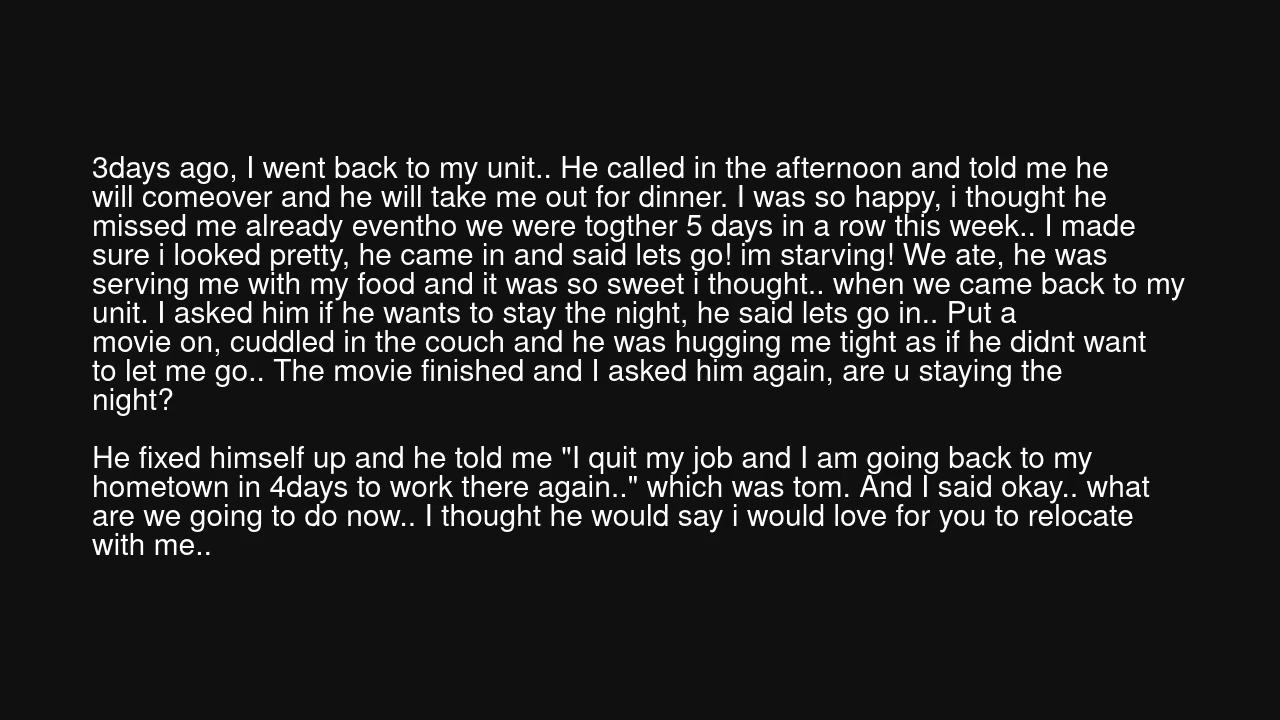 3days ago, I went back to my unit.. He called in the afternoon and told me he
will comeover and he will take me out for dinner. I was so happy, i thought he
missed me already eventho we were togther 5 days in a row this week.. I made
sure i looked pretty, he came in and said lets go! im starving! We ate, he was
serving me with my food and it was so sweet i thought.. when we came back to my
unit. I asked him if he wants to stay the night, he said lets go in.. Put a
movie on, cuddled in the couch and he was hugging me tight as if he didnt want
to let me go.. The movie finished and I asked him again, are u staying the
night?
He fixed himself up and he told me "I quit my job and I am going back to my
hometown in 4days to work there again.." which was tom. And I said okay.. what
are we going to do now.. I thought he would say i would love for you to relocate
with me..